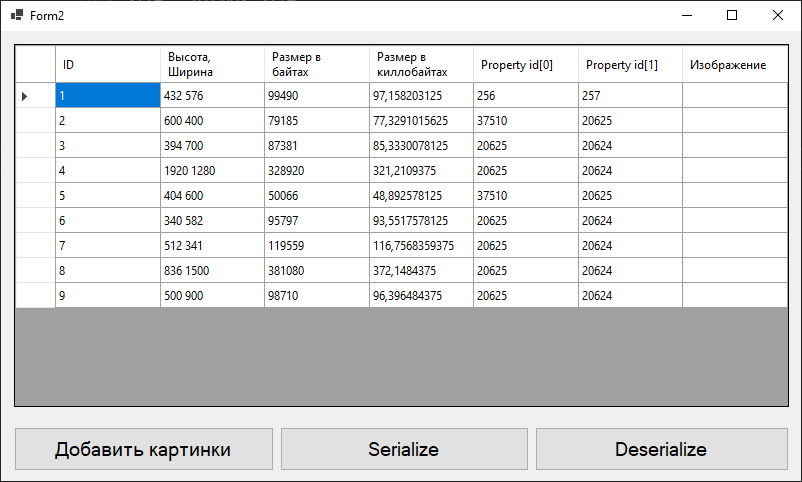 Form2
ID Высота, Ширина Размер в байтах Размер в киллобайтах Property id[0] Property id[1] Изображение
1 432 576 99490 97,158203125 256 257
2 600 400 79185 77,3291015625 37510 20625
3 394 700 87381 85,3330078125 20625 20624
4 1920 1280 328920 321,2109375 20625 20624
5 404 600 50066 48,892578125 37510 20625
6 340 582 95797 93,5517578125 20625 20624
7 512 341 119559 116,7568359375 20625 20624
8 836 1500 381080 372,1484375 20625 20624
9 500 900 98710 96,396484375 20625 20624
Добавить картинки Serialize Deserialize